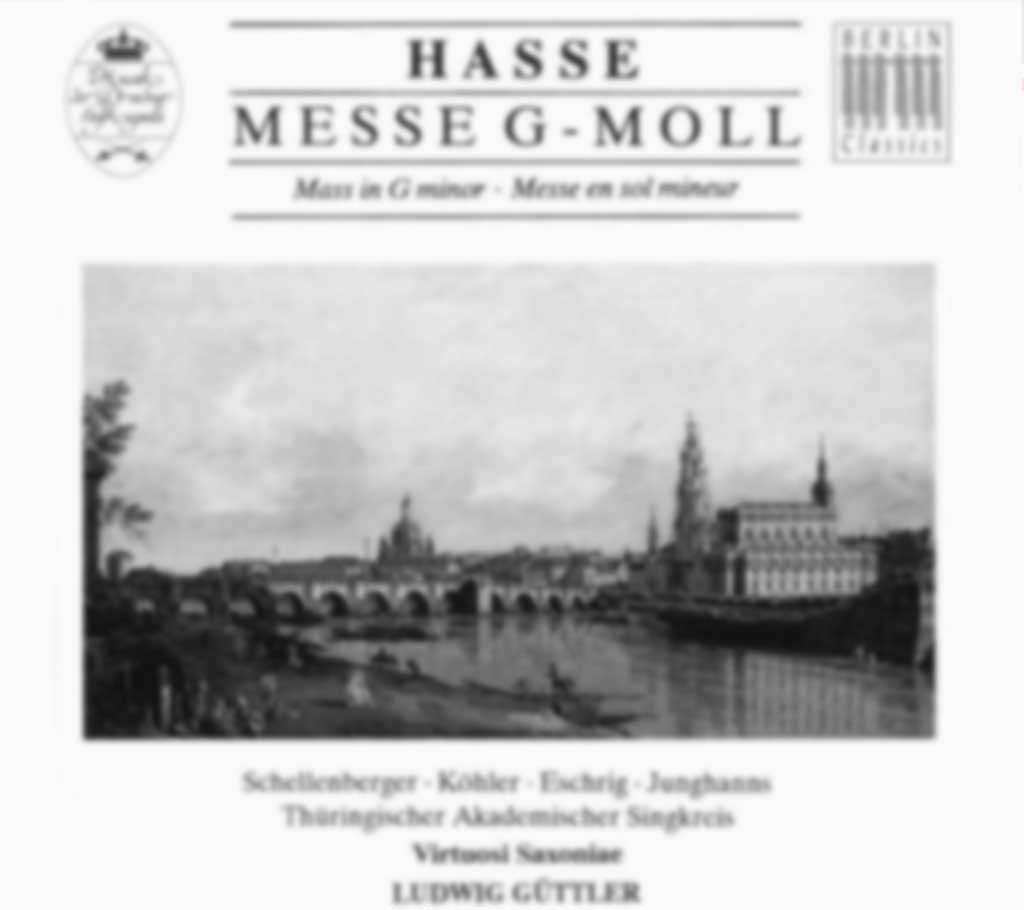 HASSE
MESSE G-MOLL
Mass in G minor · Messe en sol mineur
BERLIN
Classics
Schellenberger · Köhler · Eschrig · Junghanns
Thüringischer Akademischer Singkreis
Virtuosi Saxoniae
LUDWIG GÜTTLER